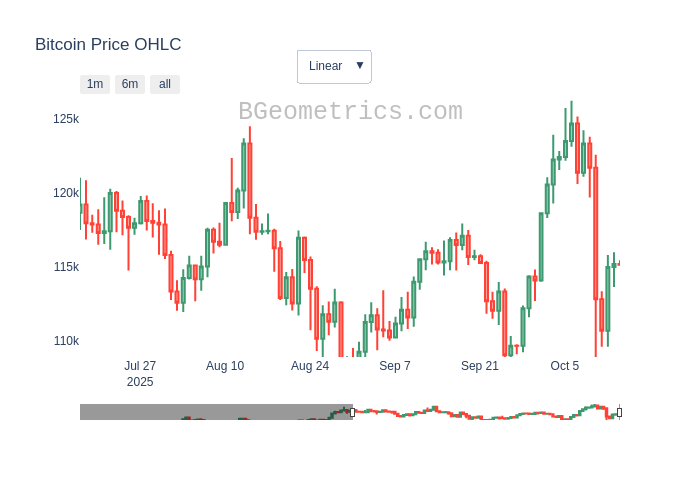 Bitcoin Price OHLC
Linear ▼
1m 6m all
BGeometrics.com
125k
120k
115k
110k
Jul 27 Aug 10 Aug 24 Sep 7 Sep 21 Oct 5
2025